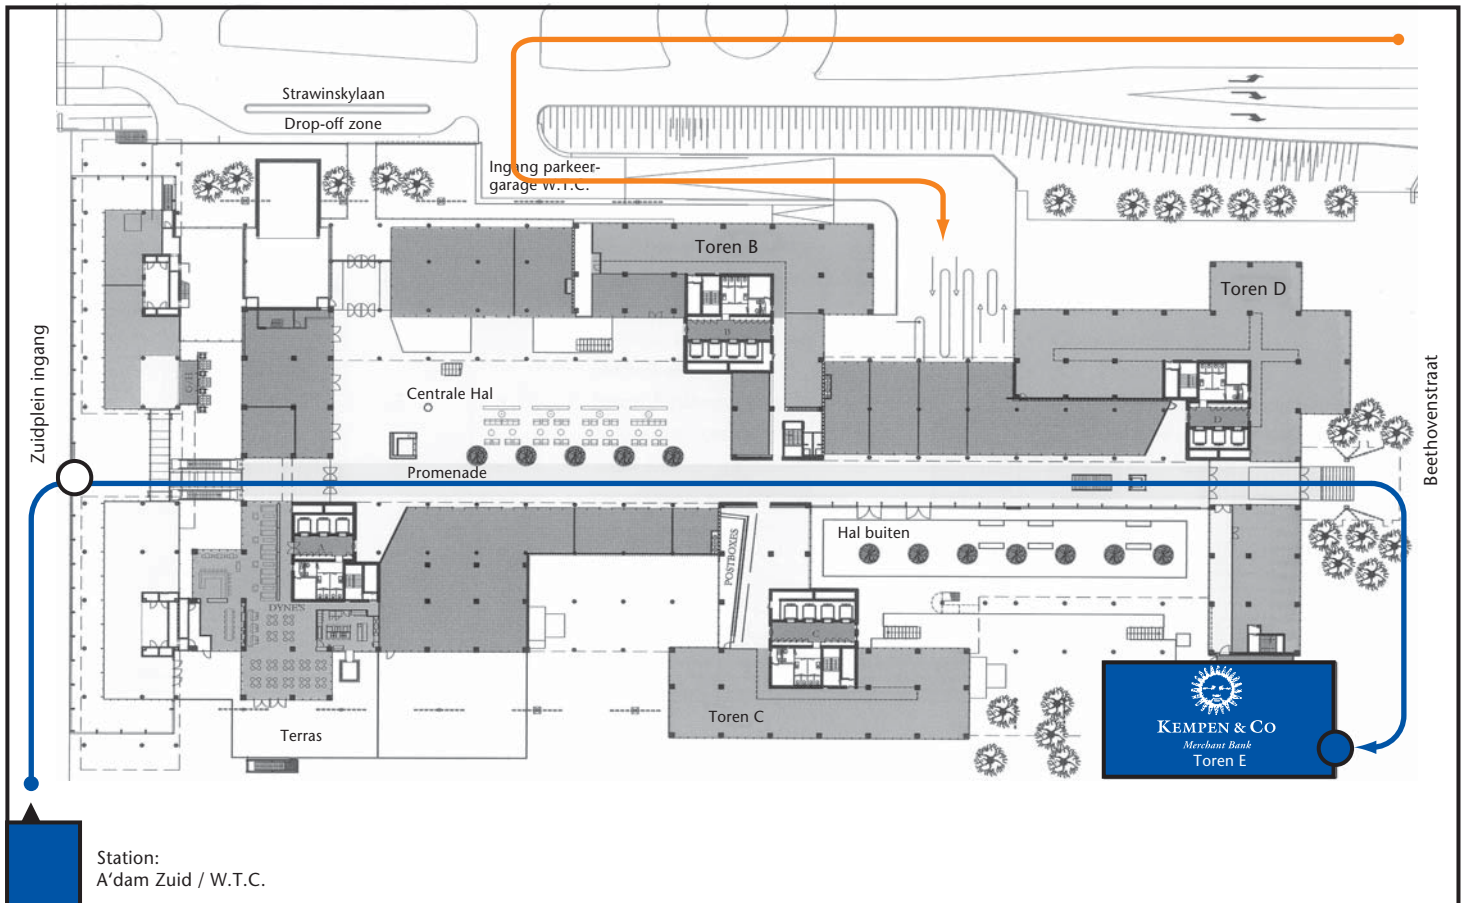 Strawinskylaan
Drop-off zone
Ingang parkeer-
garage W.T.C.
Toren B
Toren D
Zuidplein ingang
Centrale Hal
B
D
Beethovenstraat
Promenade
Hal buiten
POSTBOXES
A
DYNES
C
Toren C
Terras
KEMPEN & CO
Merchant Bank
Toren E
Station:
A‘dam Zuid / W.T.C.